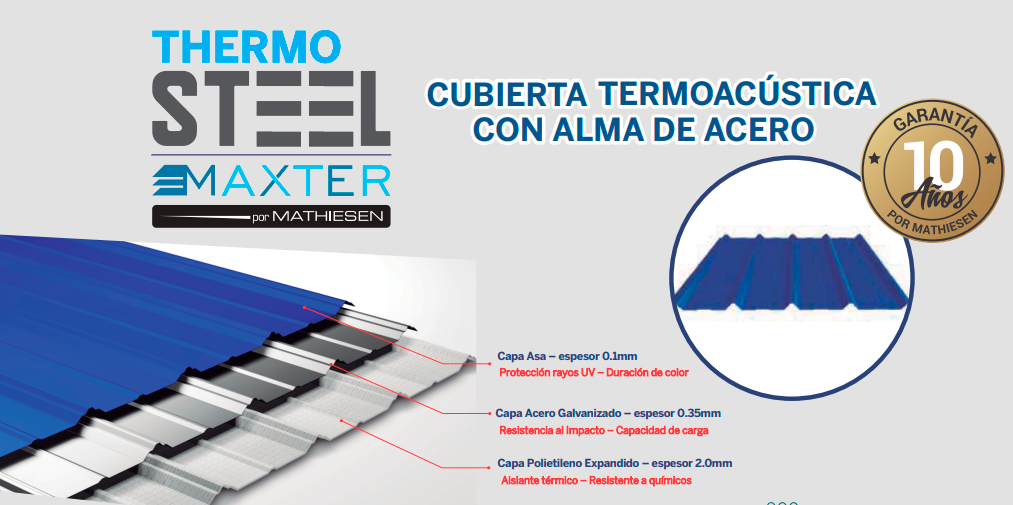 THERMO
STEEL
MAXTER
por MATHIESEN
CUBIERTA TERMOACÚSTICA
CON ALMA DE ACERO
GARANTÍA
10
Años
POR MATHIESEN
Capa Asa – espesor 0.1mm
Protección rayos UV – Duración de color
Capa Acero Galvanizado – espesor 0.35mm
Resistencia al Impacto – Capacidad de carga
Capa Polietileno Expandido – espesor 2.0mm
Aislante térmico – Resistente a químicos